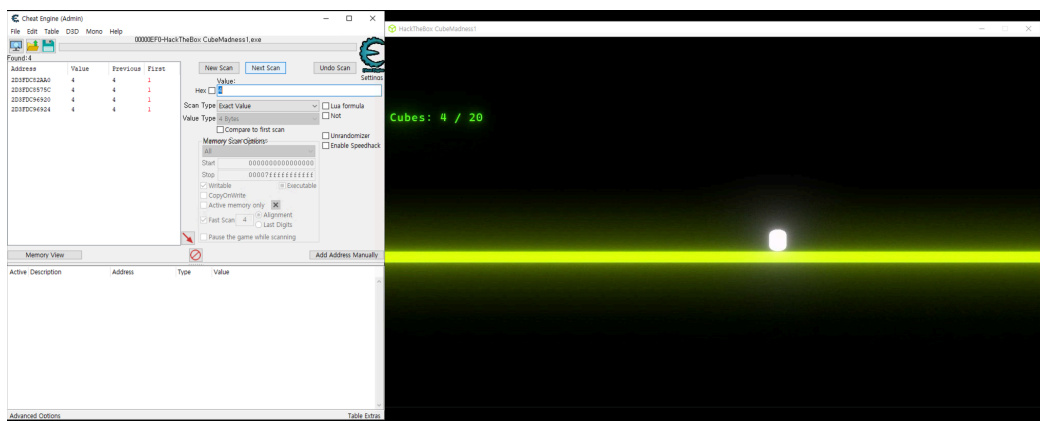 Cheat Engine (Admin)
File Edit Table D3D Mono Help
00000EF0-HackTheBox CubeMadness1.exe
Found:4
Address Value Previous First
2D3FDC82AA0 4 4 1
2D3FDC8575C 4 4 1
2D3FDC96920 4 4 1
2D3FDC96924 4 4 1
New Scan Next Scan Undo Scan
Settings
Value:
Hex 4
Scan Type Exact Value Lua formula
Not
Value Type 4 Bytes
Compare to first scan
Unrandomizer
Enable Speedhack
Memory Scan Options
All
Start 0000000000000000
Stop 00007fffffffffff
Writable Executable
CopyOnWrite
Active memory only
Fast Scan 4 Alignment
Last Digits
Pause the game while scanning
Memory View Add Address Manually
Active Description Address Type Value
Advanced Options Table Extras
HackTheBox CubeMadness1
Cubes: 4 / 20